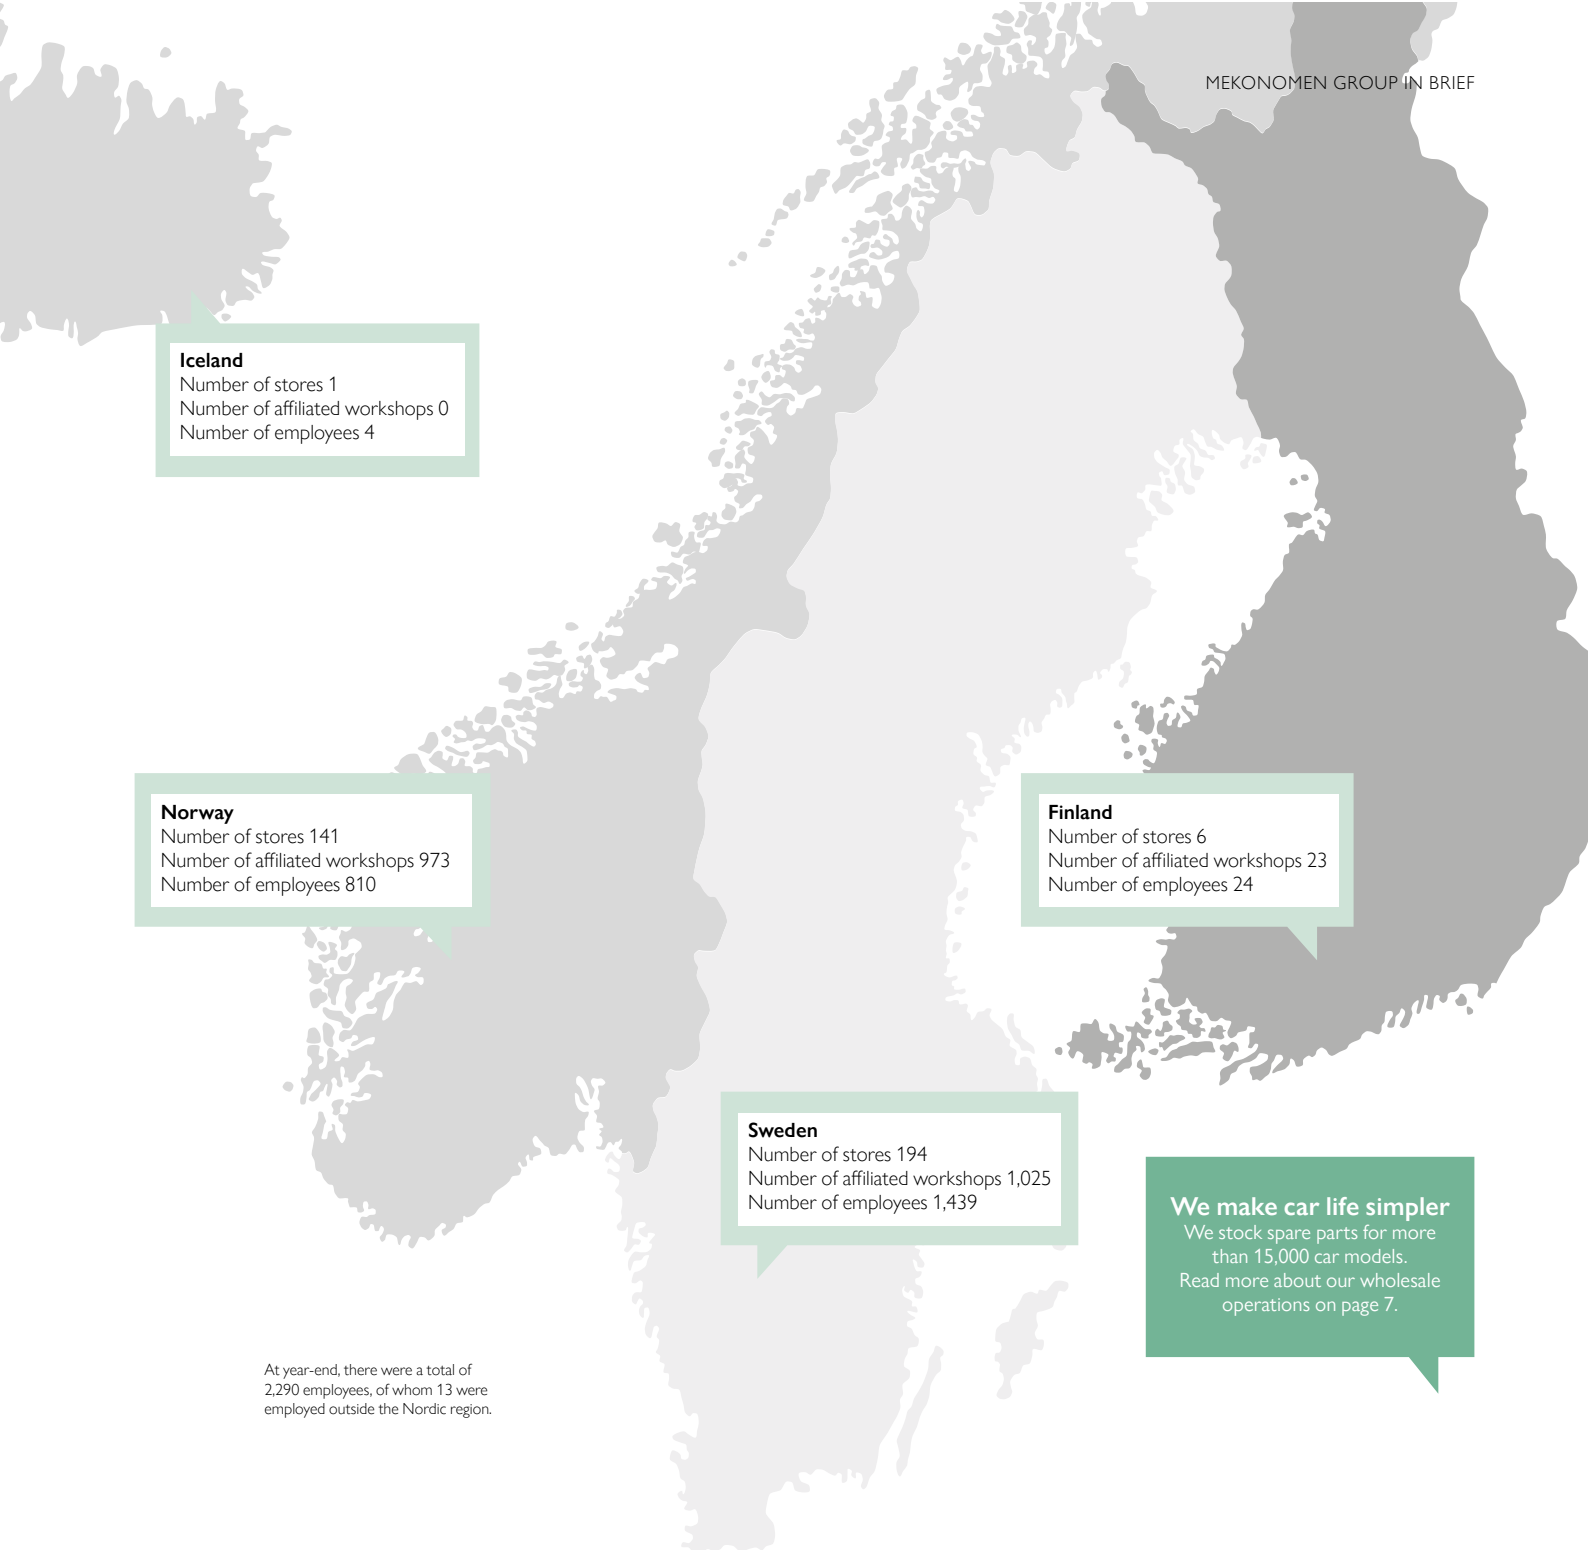 MEKONOMEN GROUP IN BRIEF
Iceland
Number of stores 1
Number of affiliated workshops 0
Number of employees 4
Norway
Number of stores 141
Number of affiliated workshops 973
Number of employees 810
Finland
Number of stores 6
Number of affiliated workshops 23
Number of employees 24
Sweden
Number of stores 194
Number of affiliated workshops 1,025
Number of employees 1,439
We make car life simpler
We stock spare parts for more
than 15,000 car models.
Read more about our wholesale
operations on page 7.
At year-end, there were a total of
2,290 employees, of whom 13 were
employed outside the Nordic region.